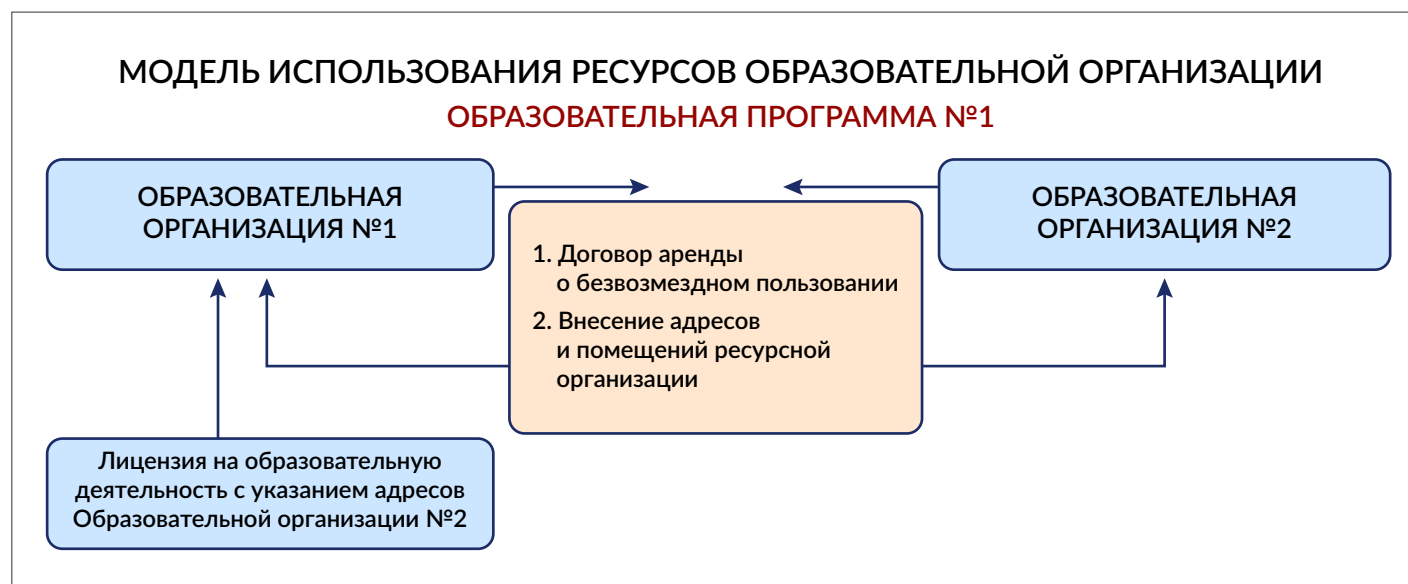 МОДЕЛЬ ИСПОЛЬЗОВАНИЯ РЕСУРСОВ ОБРАЗОВАТЕЛЬНОЙ ОРГАНИЗАЦИИ
ОБРАЗОВАТЕЛЬНАЯ ПРОГРАММА №1
ОБРАЗОВАТЕЛЬНАЯ
ОРГАНИЗАЦИЯ №1
1. Договор аренды
о безвозмездном пользовании
2. Внесение адресов
и помещений ресурсной
организации
ОБРАЗОВАТЕЛЬНАЯ
ОРГАНИЗАЦИЯ №2
Лицензия на образовательную
деятельность с указанием адресов
Образовательной организации №2